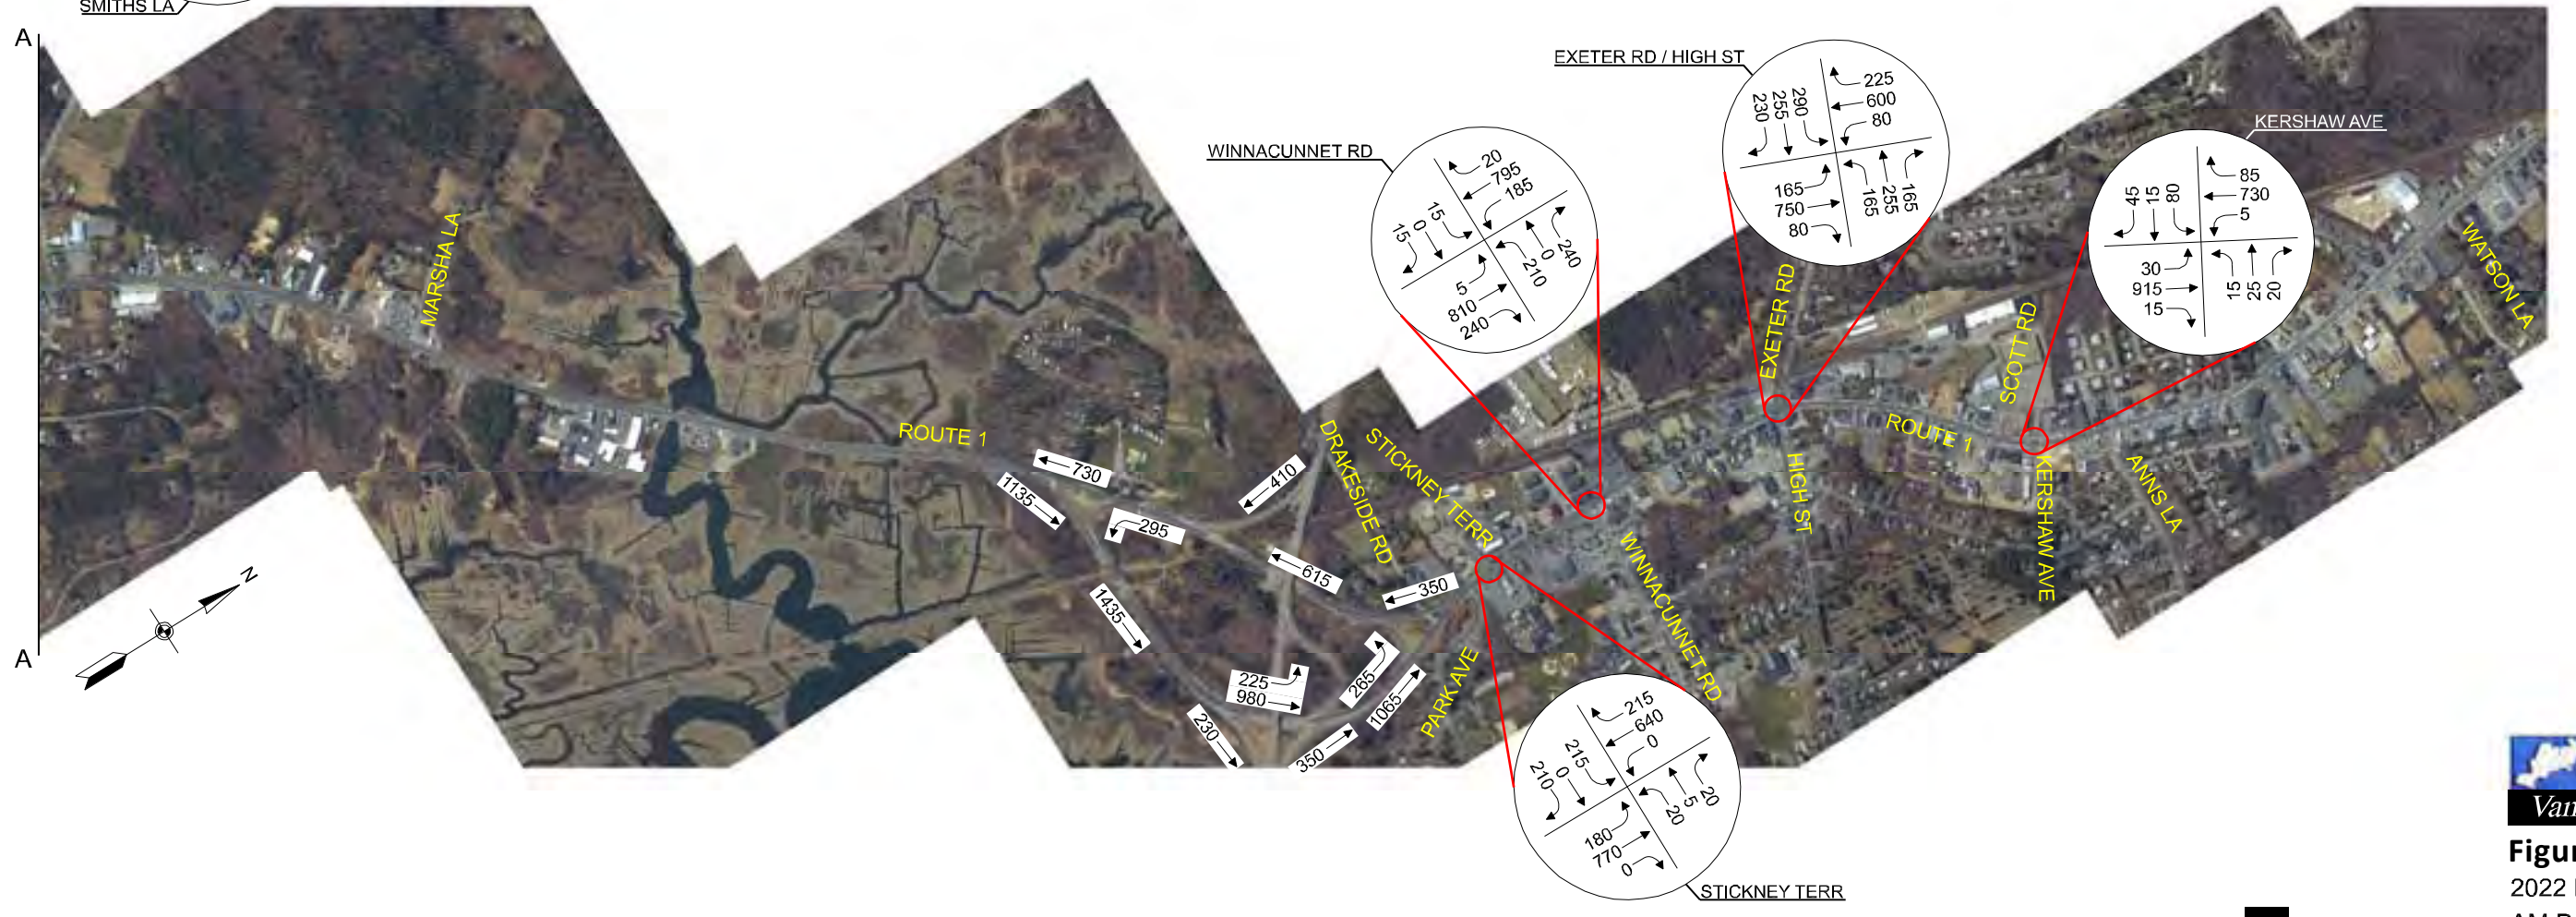 SMITHS LA
A
A
N
MARSHA LA
ROUTE 1
730
1135
295
410
615
350
1435
225
980
230
350
265
1065
DRAKESIDE RD
STICKNEY TERR
PARK AVE
WINNACUNNET RD
20
795
185
15
0
15
5
810
240
210
0
240
WINNACUNNET RD
EXETER RD / HIGH ST
225
600
80
230
255
290
165
750
80
165
255
165
EXETER RD
HIGH ST
ROUTE 1
SCOTT RD
KERSHAW AVE
85
730
5
45
15
80
30
915
15
15
25
20
KERSHAW AVE
ANNS LA
WATSON LA
215
640
0
210
0
215
180
770
0
20
5
20
STICKNEY TERR
Figur
2022